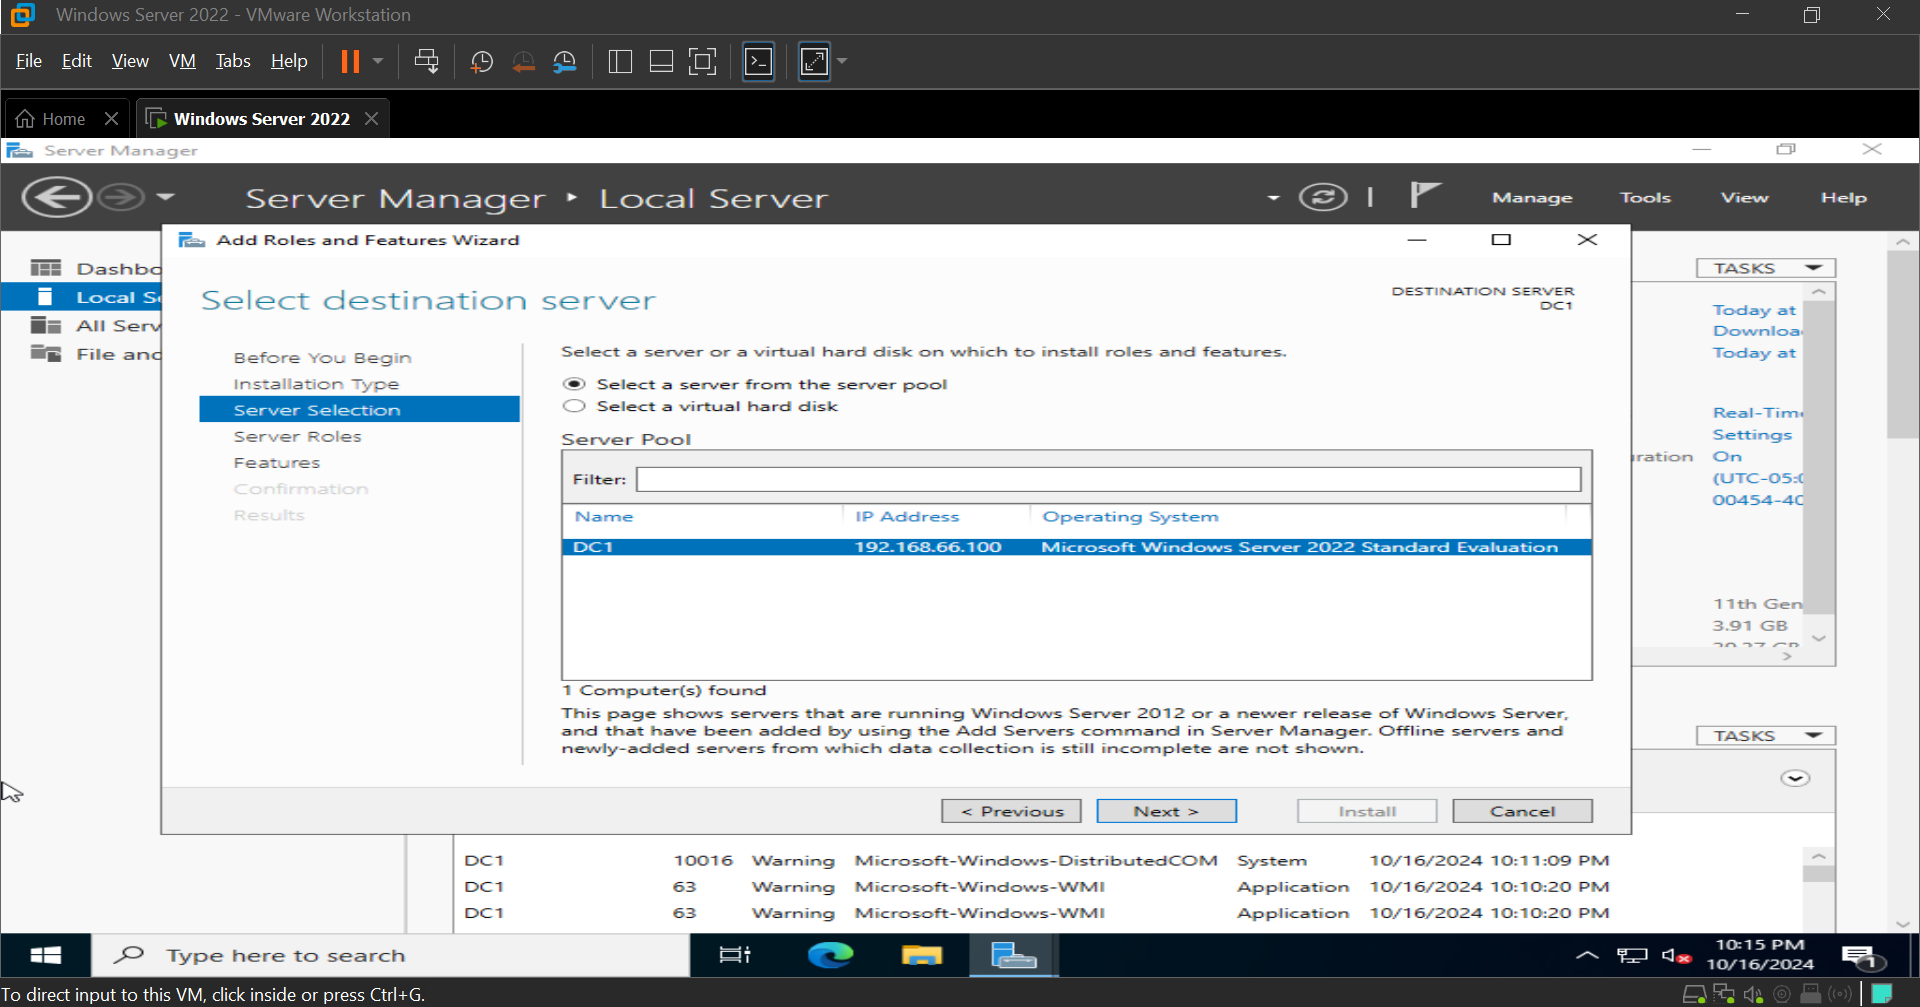 Windows Server 2022 - VMware Workstation
File Edit View VM Tabs Help
Home Windows Server 2022
Server Manager
Server Manager Local Server Manage Tools View Help
Add Roles and Features Wizard
Dashbo
Local Se
All Serv
File and
Select destination server
DESTINATION SERVER
DC1
Before You Begin
Installation Type
Server Selection
Server Roles
Features
Confirmation
Results
Select a server or a virtual hard disk on which to install roles and features.
Select a server from the server pool
Select a virtual hard disk
Server Pool
Filter:
Name IP Address Operating System
DC1 192.168.66.100 Microsoft Windows Server 2022 Standard Evaluation
1 Computer(s) found
This page shows servers that are running Windows Server 2012 or a newer release of Windows Server,
and that have been added by using the Add Servers command in Server Manager. Offline servers and
newly-added servers from which data collection is still incomplete are not shown.
< Previous Next > Install Cancel
TASKS
Today at
Downloa
Today at
Real-Time
Settings
uration On
(UTC-05:0
00454-40
11th Gen
3.91 GB
TASKS
DC1 10016 Warning Microsoft-Windows-DistributedCOM System 10/16/2024 10:11:09 PM
DC1 63 Warning Microsoft-Windows-WMI Application 10/16/2024 10:10:20 PM
DC1 63 Warning Microsoft-Windows-WMI Application 10/16/2024 10:10:20 PM
Type here to search
10:15 PM
10/16/2024
1
To direct input to this VM, click inside or press Ctrl+G.